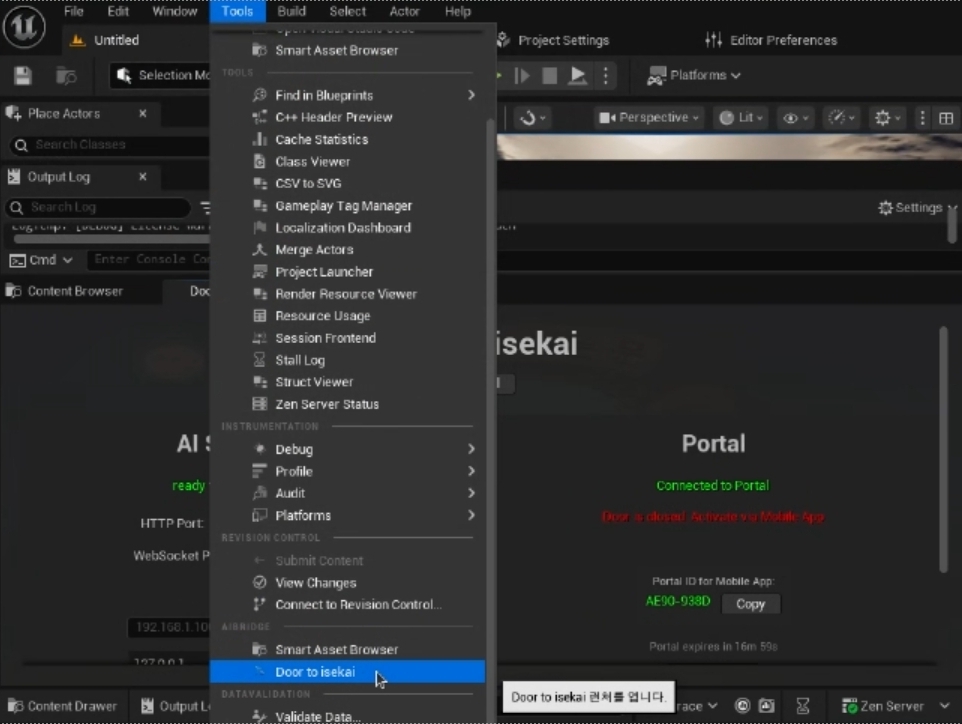 File Edit Window Tools Build Select Actor Help
Untitled
Project Settings
Editor Preferences
Smart Asset Browser
Selection Mo
Platforms
TOOLS
Find in Blueprints
Place Actors
C++ Header Preview
Perspective
Lit
Search Classes
Cache Statistics
Class Viewer
Output Log
CSV to SVG
Search Log
Gameplay Tag Manager
Settings
Localization Dashboard
Merge Actors
Cmd
Enter Console Co
Project Launcher
Content Browser
Doo
Render Resource Viewer
Resource Usage
Session Frontend
isekai
Stall Log
Struct Viewer
Zen Server Status
INSTRUMENTATION
AI S
Debug
Portal
Profile
ready
Connected to Portal
Audit
Door is closed. Activate via Mobile App
HTTP Port:
Platforms
REVISION CONTROL
WebSocket P
Submit Content
View Changes
Portal ID for Mobile App:
Connect to Revision Control...
AE90-938D
Copy
AIBRIDGE
192.168.1.10
Smart Asset Browser
Portal expires in 16m 59s
127.0.0.1
Door to isekai
DATAVALIDATION
Door to isekai 런처를 엽니다.
Content Drawer
Output L
Validate Data...
race
Zen Server